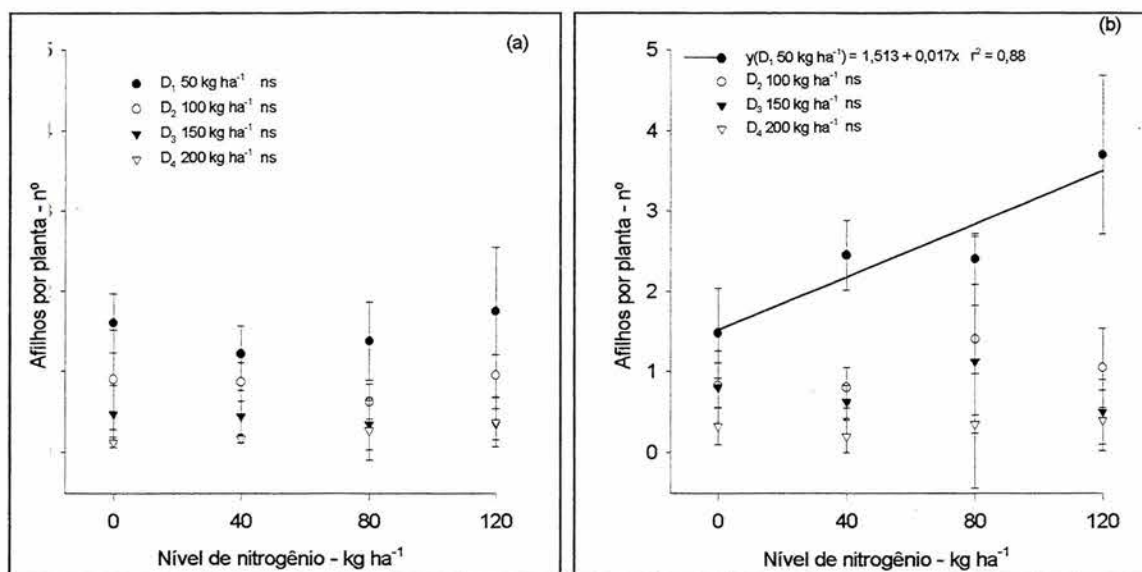 (a)
5
D₁ 50 kg ha⁻¹ ns
D₂ 100 kg ha⁻¹ ns
D₃ 150 kg ha⁻¹ ns
D₄ 200 kg ha⁻¹ ns
Afilhos por planta - nº
0 40 80 120
Nível de nitrogênio - kg ha⁻¹
(b)
5
4
3
2
1
0
y(D₁ 50 kg ha⁻¹) = 1,513 + 0,017x r² = 0,88
D₂ 100 kg ha⁻¹ ns
D₃ 150 kg ha⁻¹ ns
D₄ 200 kg ha⁻¹ ns
Afilhos por planta - nº
0 40 80 120
Nível de nitrogênio - kg ha⁻¹